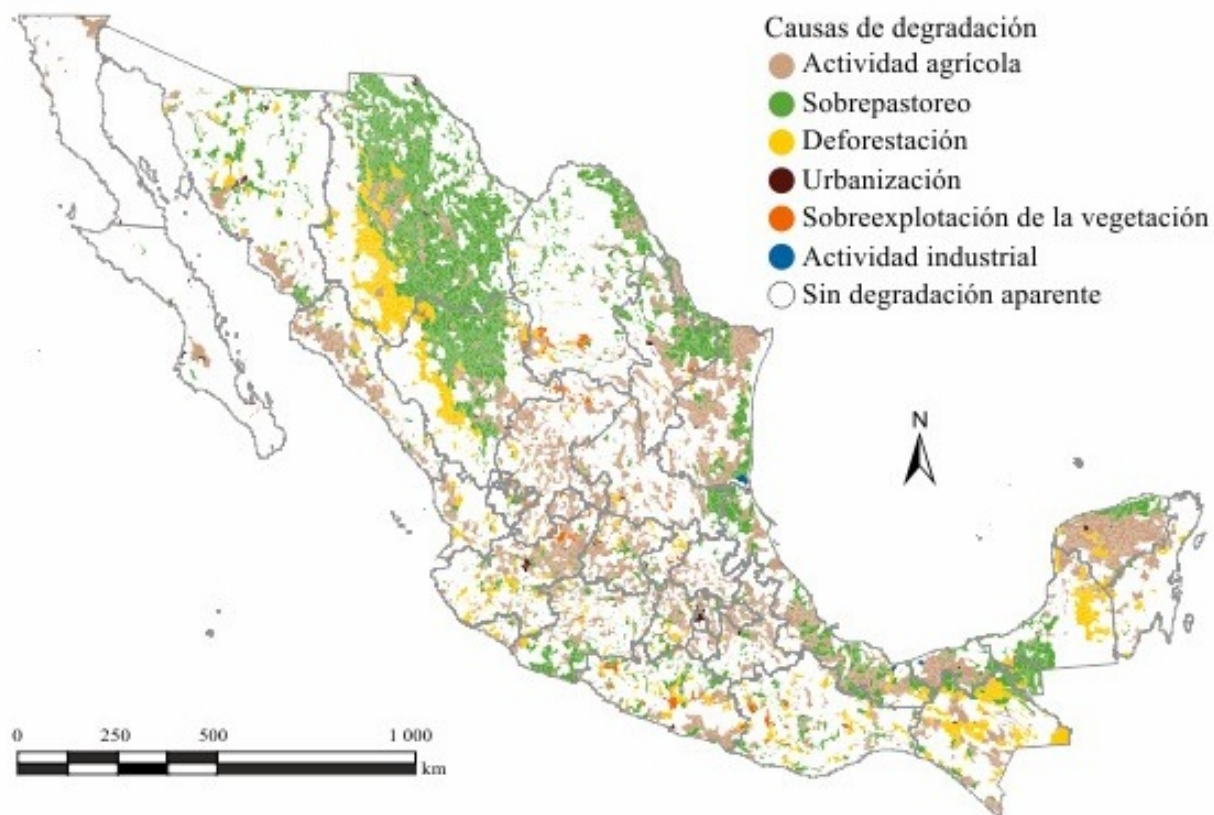 Causas de degradación
Actividad agrícola
Sobrepastoreo
Deforestación
Urbanización
Sobreexplotación de la vegetación
Actividad industrial
Sin degradación aparente
N
0 250 500 1 000
km